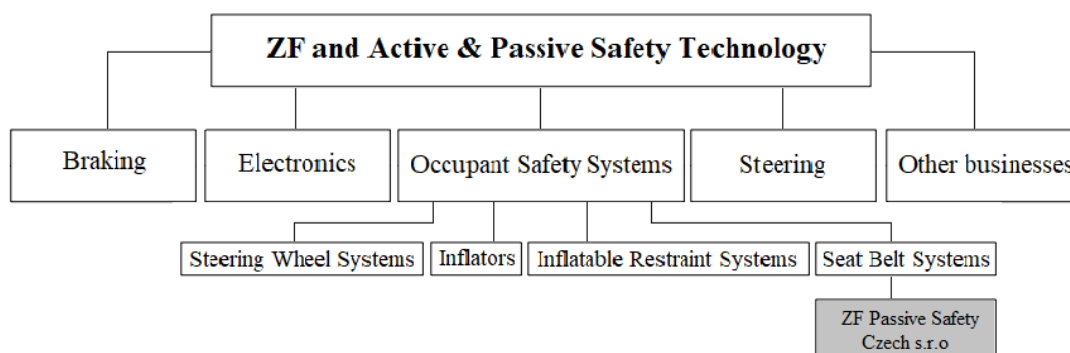 ZF and Active & Passive Safety Technology
Braking
Electronics
Occupant Safety Systems
Steering
Other businesses
Steering Wheel Systems
Inflators
Inflatable Restraint Systems
Seat Belt Systems
ZF Passive Safety
Czech s.r.o